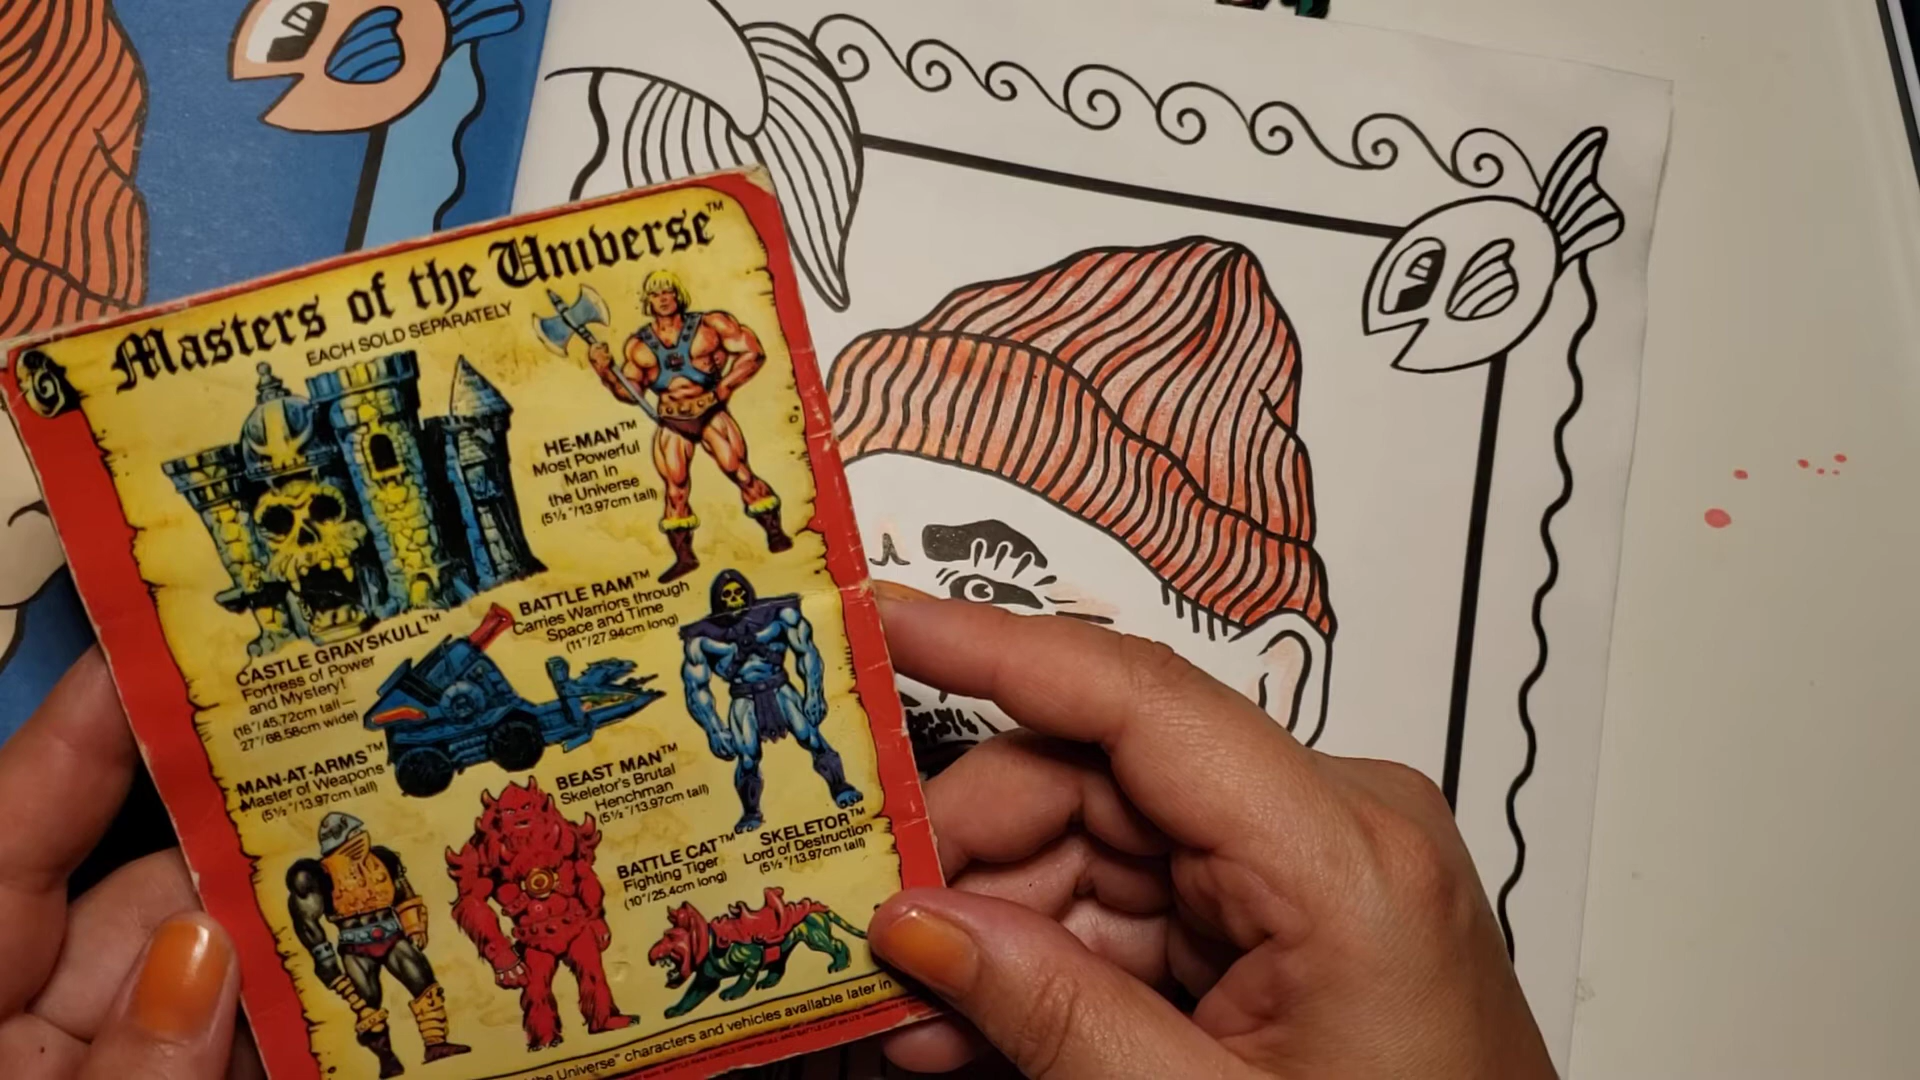 Masters of the Universe™
EACH SOLD SEPARATELY
HE-MAN™
Most Powerful
Man in
the Universe
(5½"/13.97cm tall)
BATTLE RAM™
Carries Warriors through
Space and Time
(11"/27.94cm long)
CASTLE GRAYSKULL™
Fortress of Power
and Mystery!
(18"/45.72cm tall—
27"/68.58cm wide)
MAN-AT-ARMS™
Master of Weapons
(5½"/13.97cm tall)
BEAST MAN™
Skeletor's Brutal
Henchman
(5½"/13.97cm tall)
BATTLE CAT™
Fighting Tiger
(10"/25.4cm long)
SKELETOR™
Lord of Destruction
(5½"/13.97cm tall)
the Universe" characters and vehicles available later in